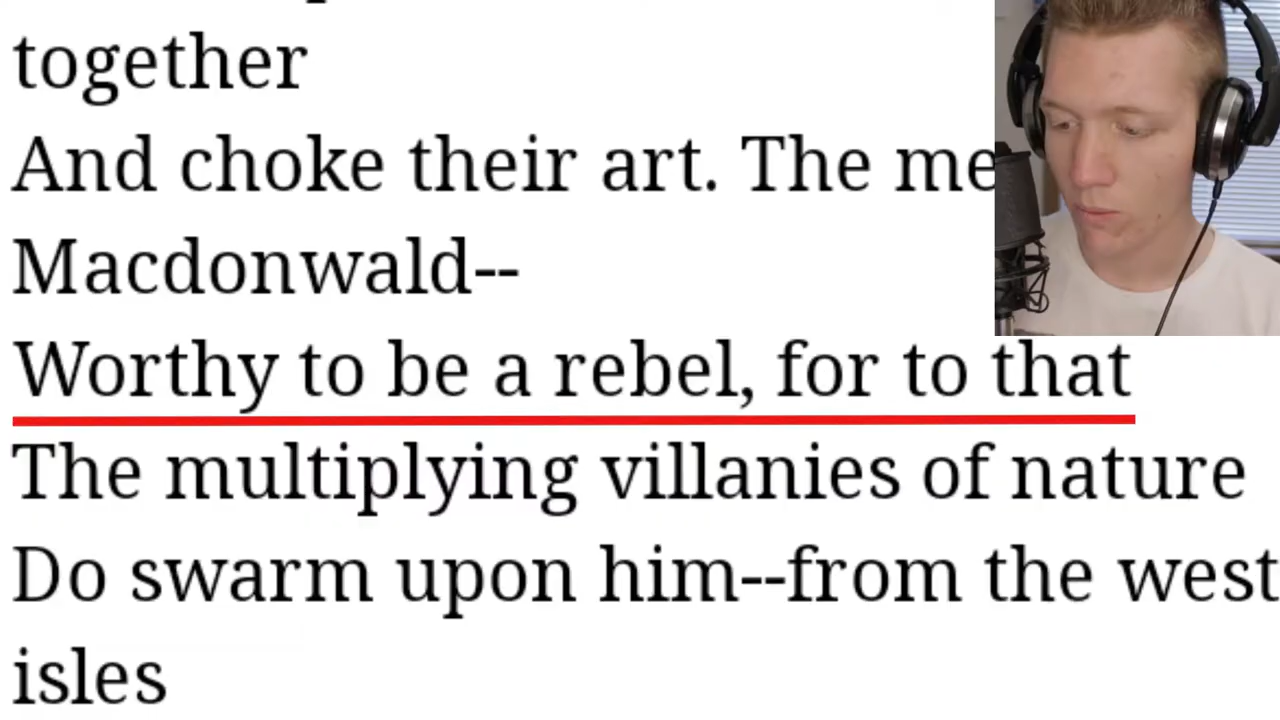 together
And choke their art. The
Macdonwald--
Worthy to be a rebel, for to that
The multiplying villanies of nature
Do swarm upon him--from the west
isles